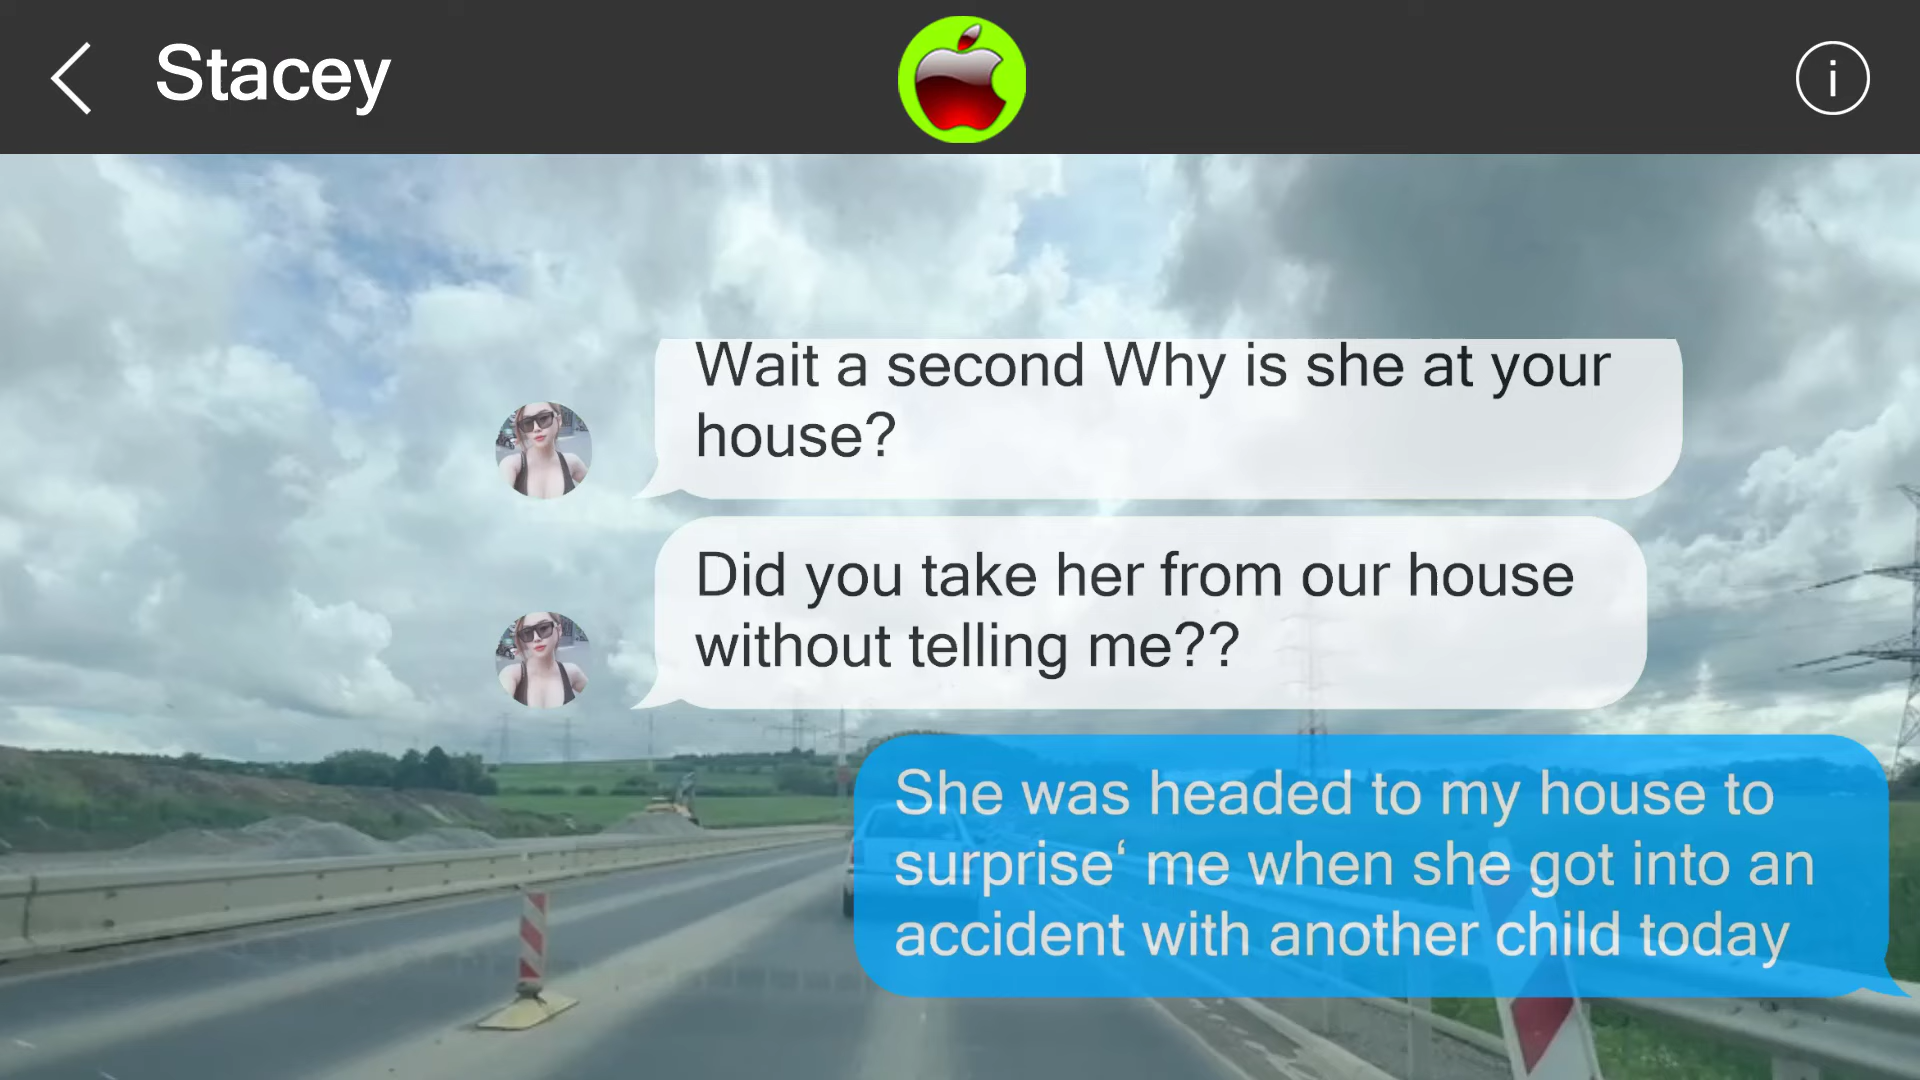 Stacey
i
Wait a second Why is she at your
house?
Did you take her from our house
without telling me??
She was headed to my house to
surprise‘ me when she got into an
accident with another child today